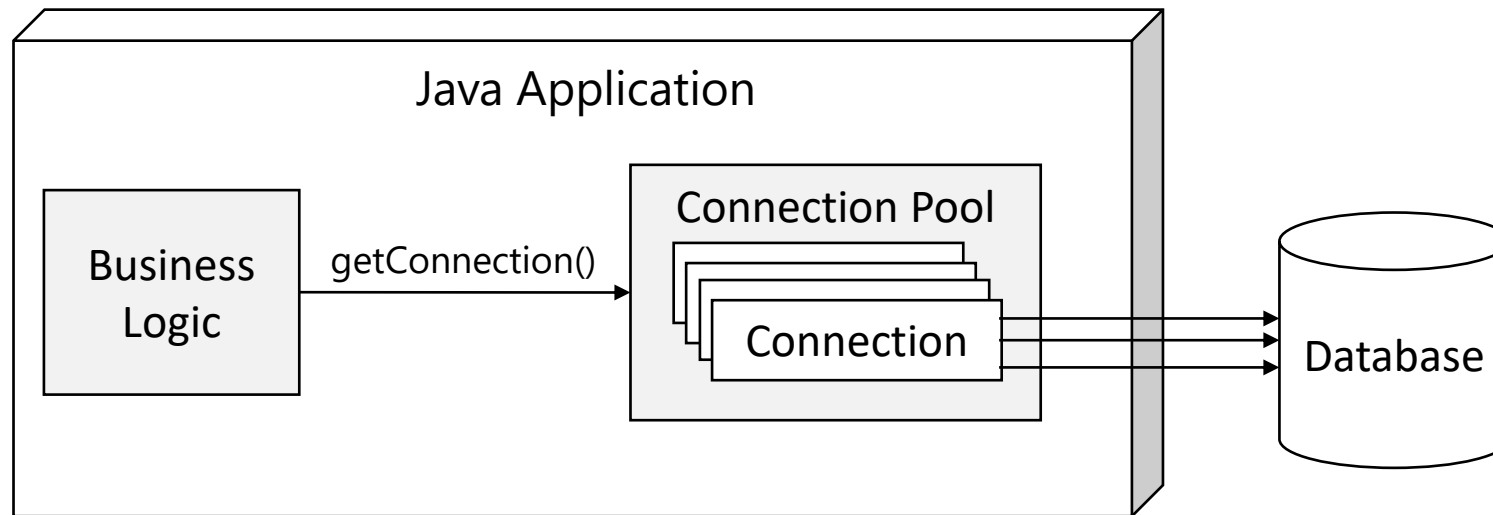 Java Application
Business
Logic
getConnection()
Connection Pool
Connection
Database